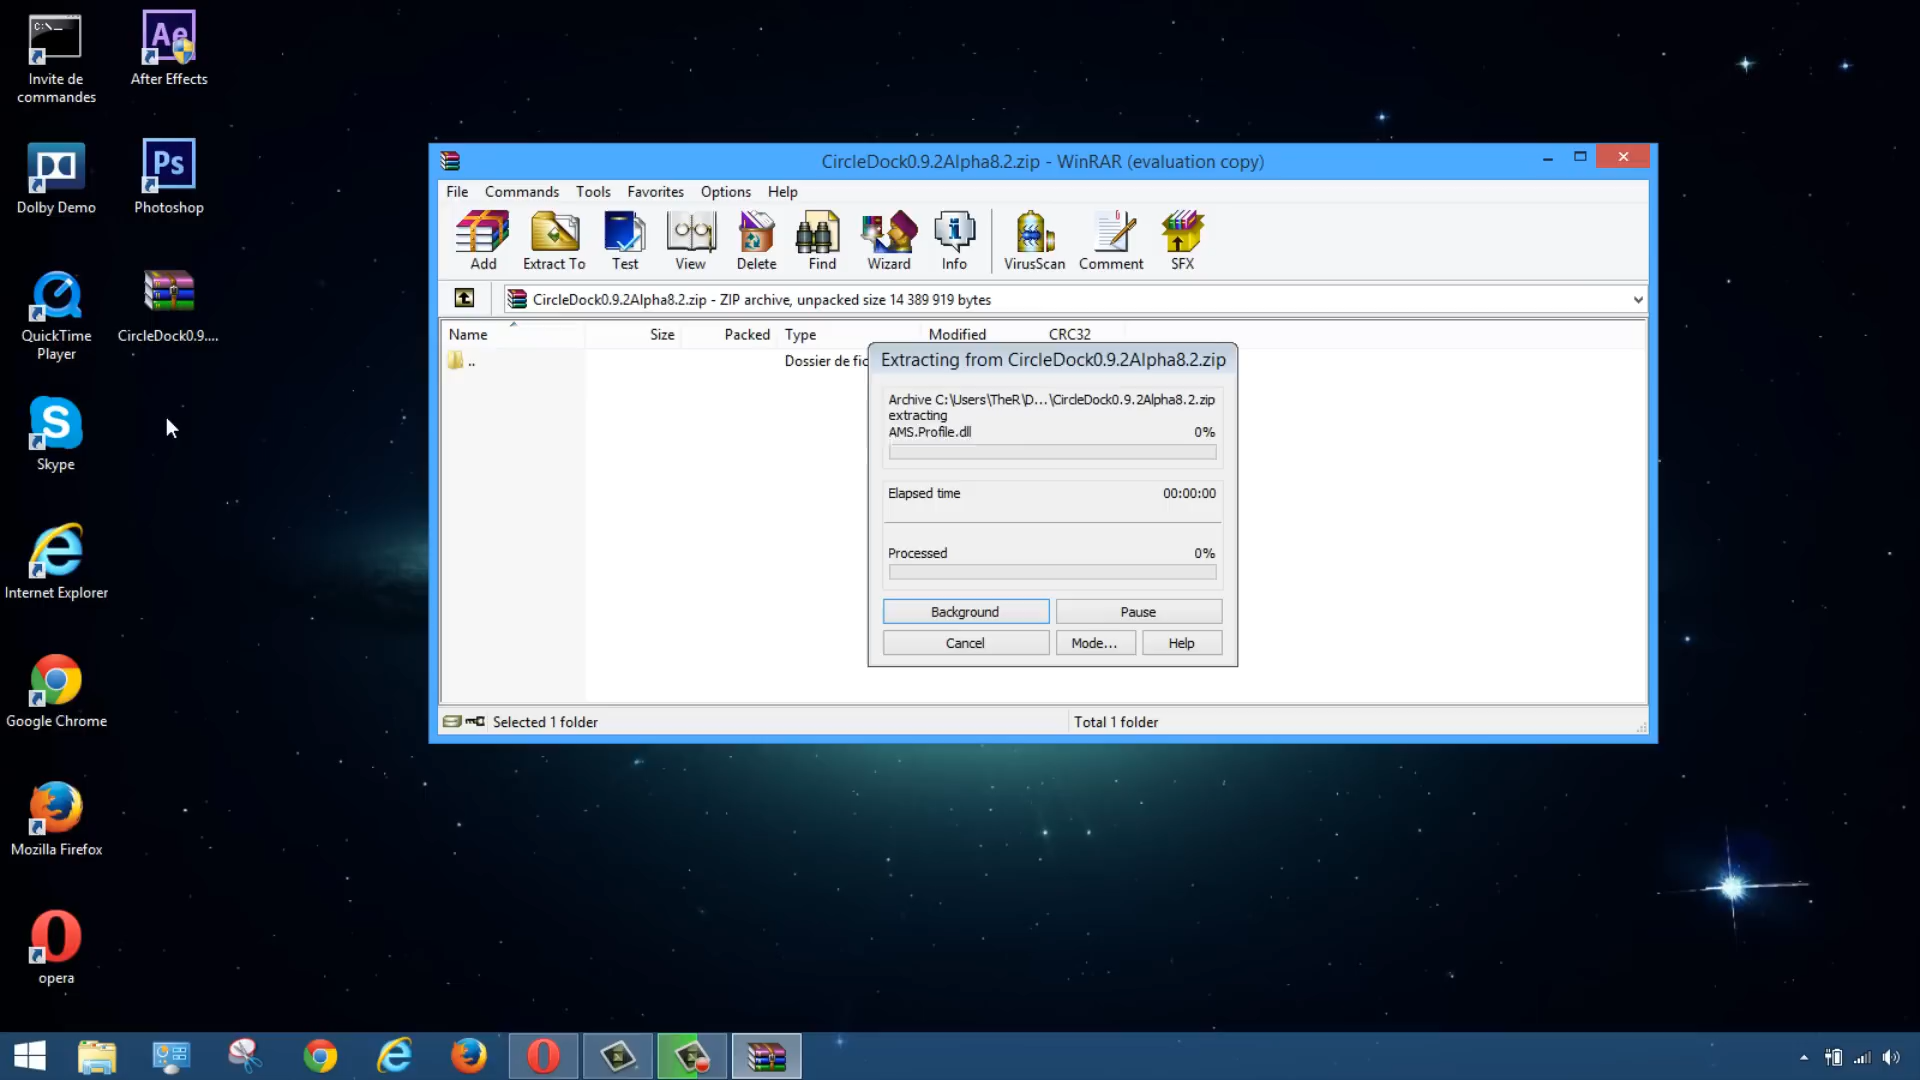 Invite de
commandes
After Effects
Dolby Demo
Photoshop
QuickTime
Player
CircleDock0.9....
Skype
Internet Explorer
Google Chrome
Mozilla Firefox
opera
CircleDock0.9.2Alpha8.2.zip - WinRAR (evaluation copy)
File Commands Tools Favorites Options Help
Add Extract To Test View Delete Find Wizard Info VirusScan Comment SFX
CircleDock0.9.2Alpha8.2.zip - ZIP archive, unpacked size 14 389 919 bytes
Name Size Packed Type Modified CRC32
.. Dossier de fic
Extracting from CircleDock0.9.2Alpha8.2.zip
Archive C:\Users\TheR\D...\CircleDock0.9.2Alpha8.2.zip
extracting
AMS.Profile.dll 0%
Elapsed time 00:00:00
Processed 0%
Background Pause
Cancel Mode... Help
Selected 1 folder Total 1 folder